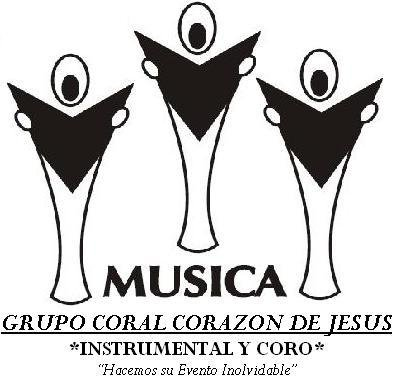 MUSICA
GRUPO CORAL CORAZON DE JESUS
*INSTRUMENTAL Y CORO*
"Hacemos su Evento Inolvidable"